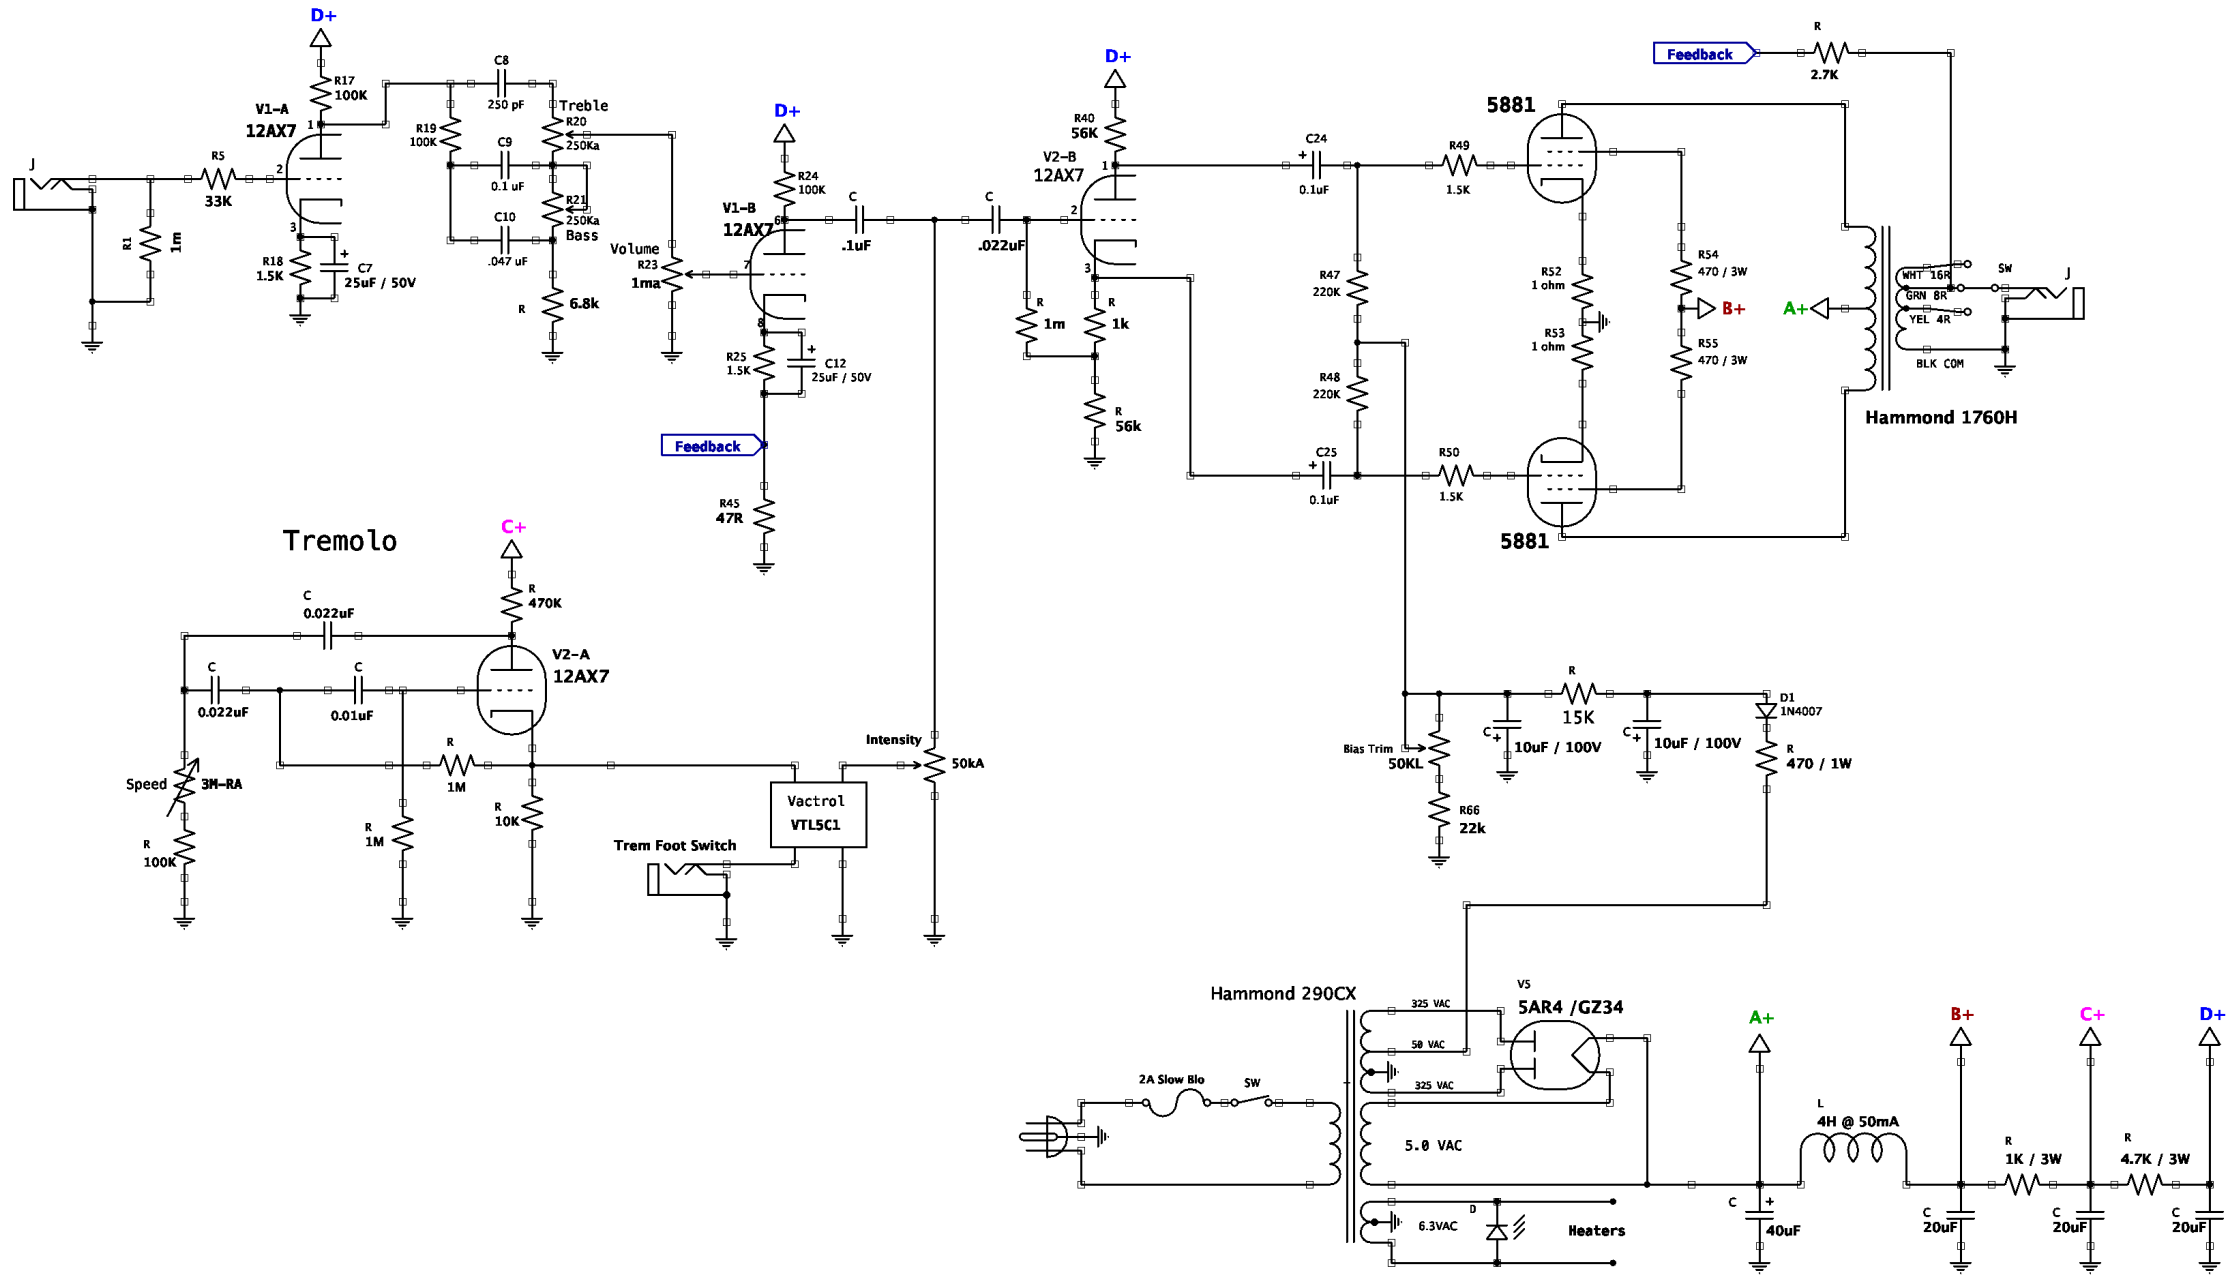 D+
R17
100K
V1-A
12AX7
1
2
3
J
R5
33K
R1
1m
R18
1.5K
+
C7
25uF / 50V
C8
250 pF
R19
100K
Treble
R20
250Ka
C9
0.1 uF
R21
250Ka
Bass
C10
.047 uF
R
6.8k
Volume
R23
1ma
D+
R24
100K
V1-B
12AX7
6
7
8
R25
1.5K
+
C12
25uF / 50V
Feedback
R45
47R
C
.1uF
C
.022uF
D+
R40
56K
V2-B
12AX7
1
2
3
R
1m
R
1k
R
56k
C24
+
0.1uF
R47
220K
R48
220K
C25
+
0.1uF
R49
1.5K
R50
1.5K
5881
5881
R52
1 ohm
R53
1 ohm
R54
470 / 3W
R55
470 / 3W
B+
A+
Feedback
R
2.7K
WHT 16R
GRN 8R
YEL 4R
BLK COM
SW
J
Hammond 1760H
Tremolo
C+
R
470K
V2-A
12AX7
C
0.022uF
C
0.022uF
C
0.01uF
Speed
3M-RA
R
100K
R
1M
R
1M
R
10K
Vactrol
VTL5C1
Trem Foot Switch
Intensity
50kA
Bias Trim
50KL
R66
22k
C
+
10uF / 100V
R
15K
C
+
10uF / 100V
D1
1N4007
R
470 / 1W
Hammond 290CX
325 VAC
50 VAC
325 VAC
V5
5AR4 /GZ34
2A Slow Blo
SW
5.0 VAC
6.3VAC
D
Heaters
A+
C
+
40uF
L
4H @ 50mA
B+
C
20uF
R
1K / 3W
C+
C
20uF
R
4.7K / 3W
D+
C
20uF